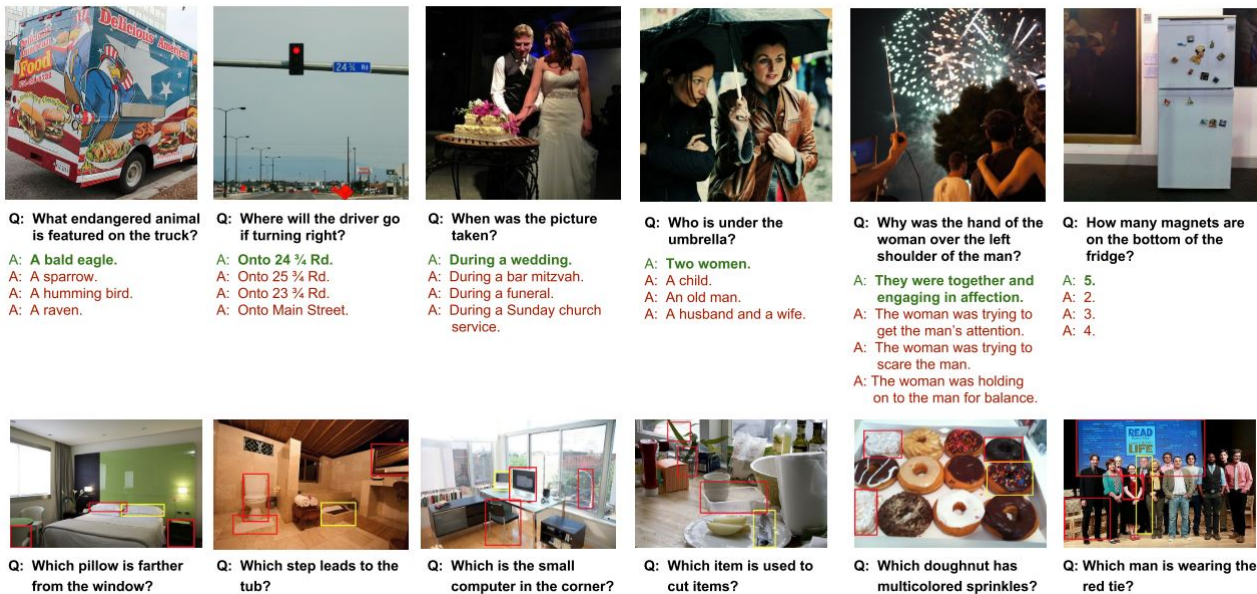 Delicious American
Delicious
Food
24 ¾ Rd
Q: What endangered animal
is featured on the truck?
A: A bald eagle.
A: A sparrow.
A: A humming bird.
A: A raven.
Q: Where will the driver go
if turning right?
A: Onto 24 ¾ Rd.
A: Onto 25 ¾ Rd.
A: Onto 23 ¾ Rd.
A: Onto Main Street.
Q: When was the picture
taken?
A: During a wedding.
A: During a bar mitzvah.
A: During a funeral.
A: During a Sunday church
service.
Q: Who is under the
umbrella?
A: Two women.
A: A child.
A: An old man.
A: A husband and a wife.
Q: Why was the hand of the
woman over the left
shoulder of the man?
A: They were together and
engaging in affection.
A: The woman was trying to
get the man's attention.
A: The woman was trying to
scare the man.
A: The woman was holding
on to the man for balance.
Q: How many magnets are
on the bottom of the
fridge?
A: 5.
A: 2.
A: 3.
A: 4.
READ
LIFE
Q: Which pillow is farther
from the window?
Q: Which step leads to the
tub?
Q: Which is the small
computer in the corner?
Q: Which item is used to
cut items?
Q: Which doughnut has
multicolored sprinkles?
Q: Which man is wearing the
red tie?